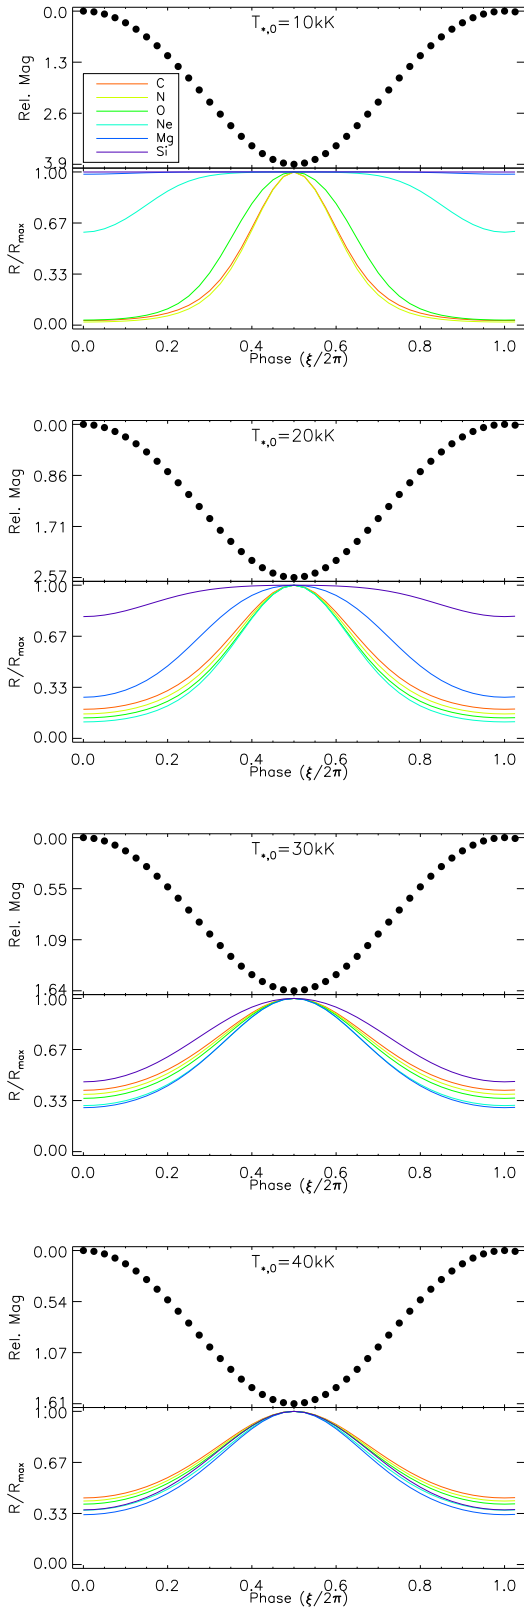 T*,0=10kK
Rel. Mag
0.0
1.3
2.6
3.9
C
N
O
Ne
Mg
Si
R/Rmax
1.00
0.67
0.33
0.00
0.0 0.2 0.4 0.6 0.8 1.0
Phase (ξ/2π)
T*,0=20kK
Rel. Mag
0.00
0.86
1.71
2.57
R/Rmax
1.00
0.67
0.33
0.00
0.0 0.2 0.4 0.6 0.8 1.0
Phase (ξ/2π)
T*,0=30kK
Rel. Mag
0.00
0.55
1.09
1.64
R/Rmax
1.00
0.67
0.33
0.00
0.0 0.2 0.4 0.6 0.8 1.0
Phase (ξ/2π)
T*,0=40kK
Rel. Mag
0.00
0.54
1.07
1.61
R/Rmax
1.00
0.67
0.33
0.00
0.0 0.2 0.4 0.6 0.8 1.0
Phase (ξ/2π)